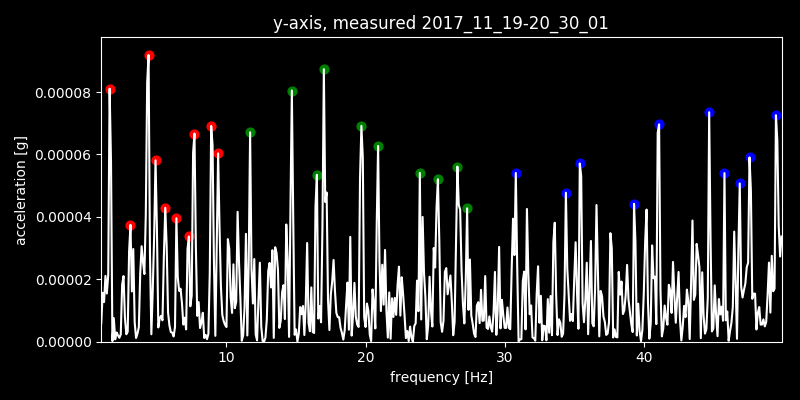 y-axis, measured 2017_11_19-20_30_01
acceleration [g]
0.00008
0.00006
0.00004
0.00002
0.00000
10 20 30 40
frequency [Hz]